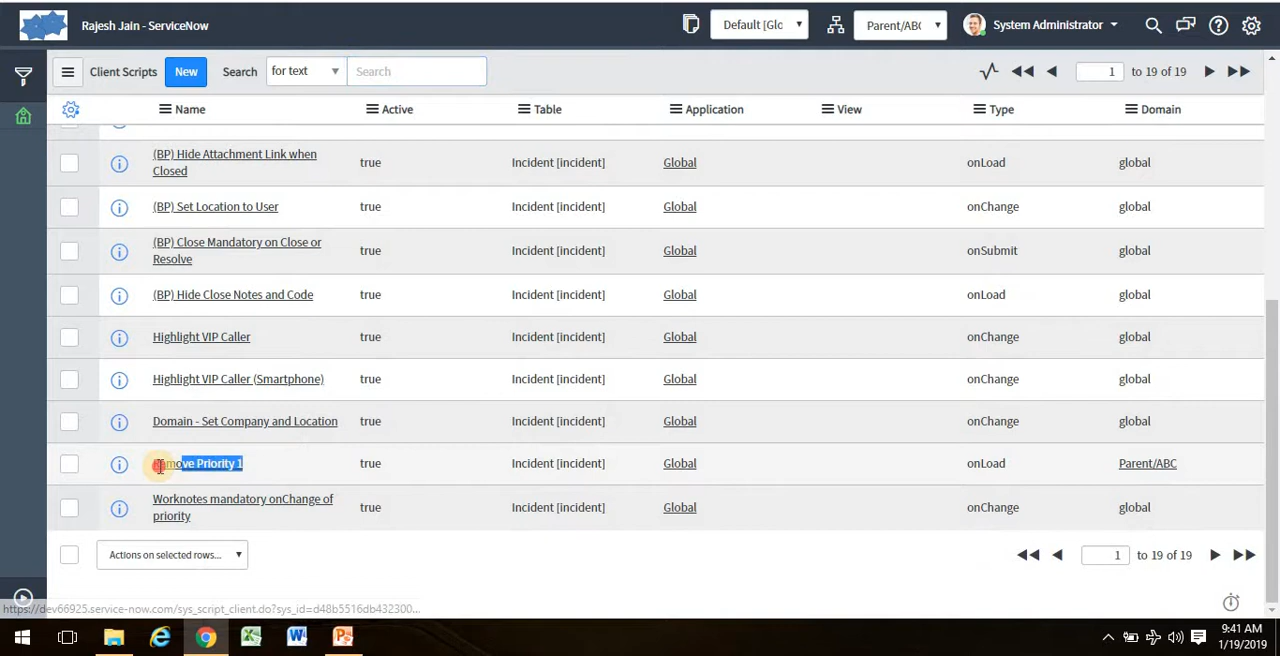 Rajesh Jain - ServiceNow
Default [Glc
Parent/ABC
System Administrator
Client Scripts
New
Search
for text
Search
1 to 19 of 19
Name Active Table Application View Type Domain
(BP) Hide Attachment Link when
Closed
true Incident [incident] Global onLoad global
(BP) Set Location to User true Incident [incident] Global onChange global
(BP) Close Mandatory on Close or
Resolve
true Incident [incident] Global onSubmit global
(BP) Hide Close Notes and Code true Incident [incident] Global onLoad global
Highlight VIP Caller true Incident [incident] Global onChange global
Highlight VIP Caller (Smartphone) true Incident [incident] Global onChange global
Domain - Set Company and Location true Incident [incident] Global onChange global
Remove Priority 1 true Incident [incident] Global onLoad Parent/ABC
Worknotes mandatory onChange of
priority
true Incident [incident] Global onChange global
Actions on selected rows...
1 to 19 of 19
https://dev66925.service-now.com/sys_script_client.do?sys_id=d48b5516db432300...
9:41 AM
1/19/2019